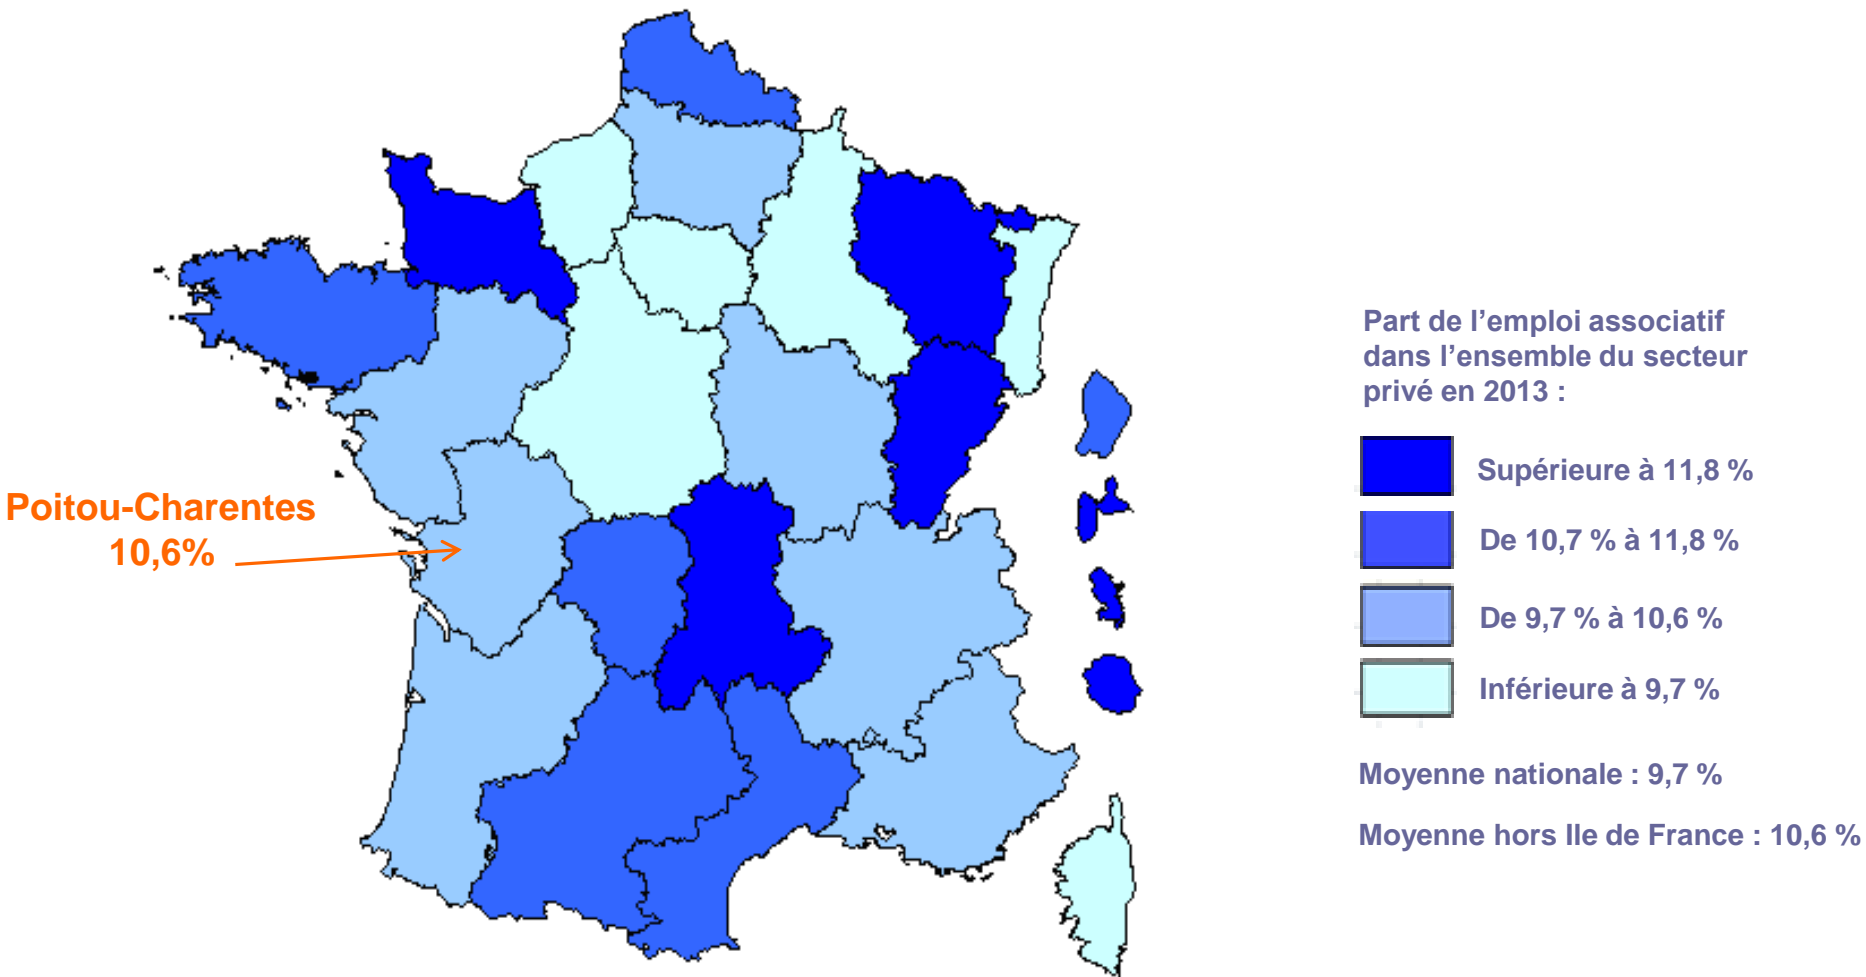 Poitou-Charentes
10,6%
Part de l’emploi associatif
dans l’ensemble du secteur
privé en 2013 :
Supérieure à 11,8 %
De 10,7 % à 11,8 %
De 9,7 % à 10,6 %
Inférieure à 9,7 %
Moyenne nationale : 9,7 %
Moyenne hors Ile de France : 10,6 %